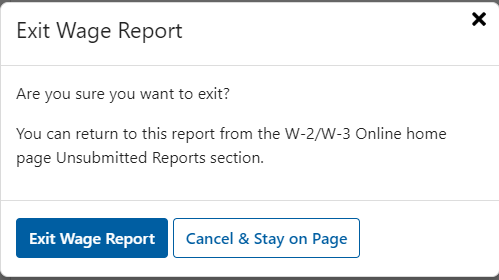 Exit Wage Report
Are you sure you want to exit?
You can return to this report from the W-2/W-3 Online home
page Unsubmitted Reports section.
Exit Wage Report
Cancel & Stay on Page